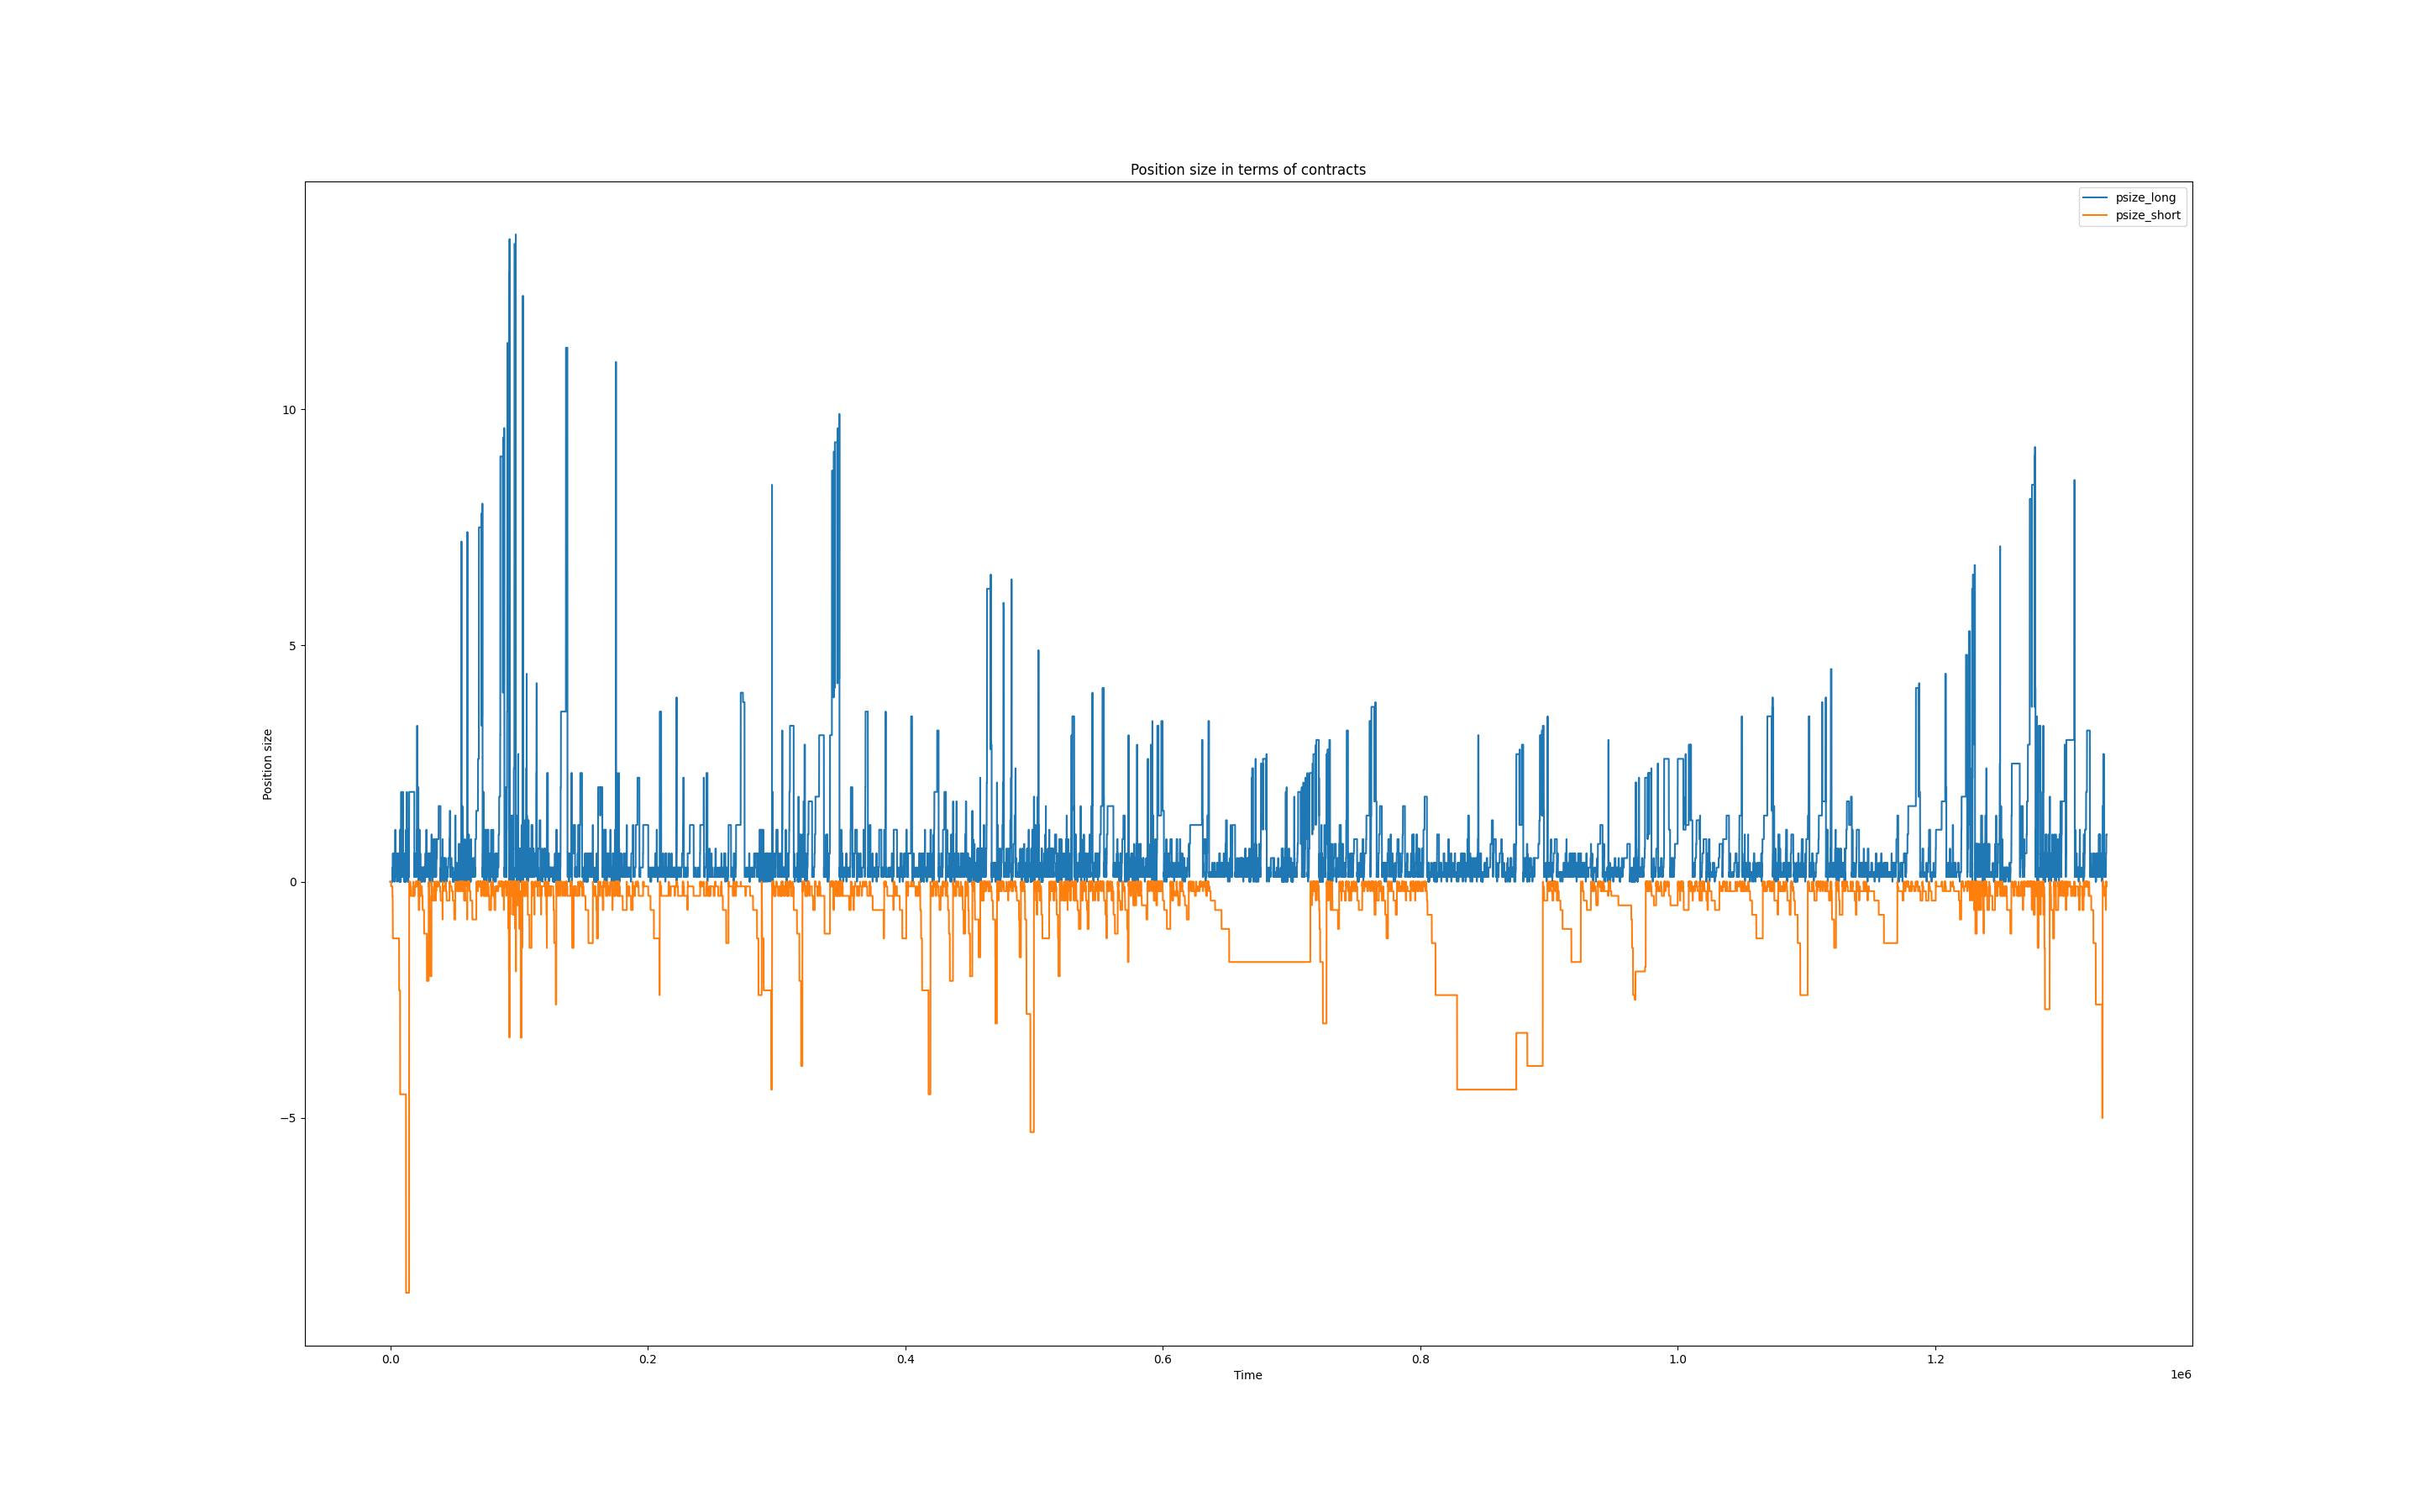 Position size in terms of contracts
psize_long
psize_short
Position size
10
5
0
−5
0.0 0.2 0.4 0.6 0.8 1.0 1.2
Time
1e6